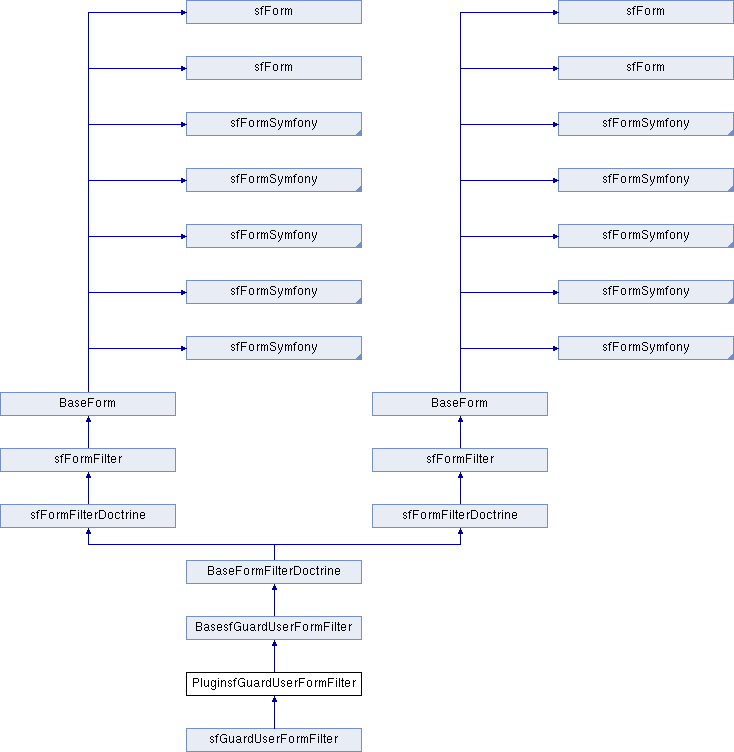 sfForm
sfForm
sfForm
sfForm
sfFormSymfony
sfFormSymfony
sfFormSymfony
sfFormSymfony
sfFormSymfony
sfFormSymfony
sfFormSymfony
sfFormSymfony
sfFormSymfony
sfFormSymfony
BaseForm
BaseForm
sfFormFilter
sfFormFilter
sfFormFilterDoctrine
sfFormFilterDoctrine
BaseFormFilterDoctrine
BasesfGuardUserFormFilter
PluginsfGuardUserFormFilter
sfGuardUserFormFilter